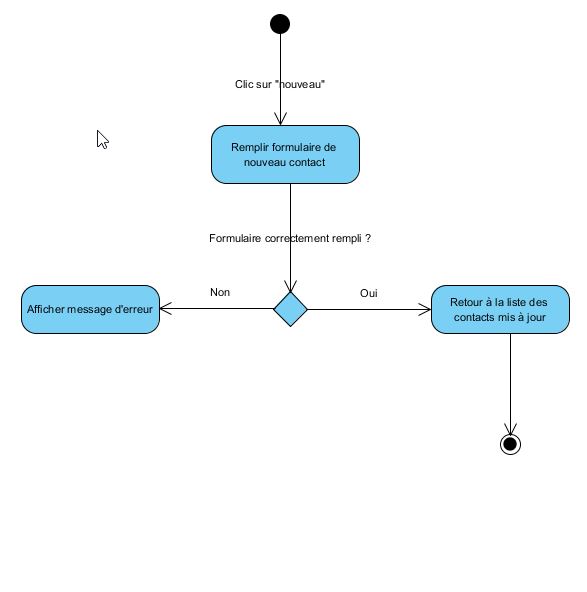 Clic sur "nouveau"
Remplir formulaire de
nouveau contact
Formulaire correctement rempli ?
Non
Oui
Afficher message d'erreur
Retour à la liste des
contacts mis à jour